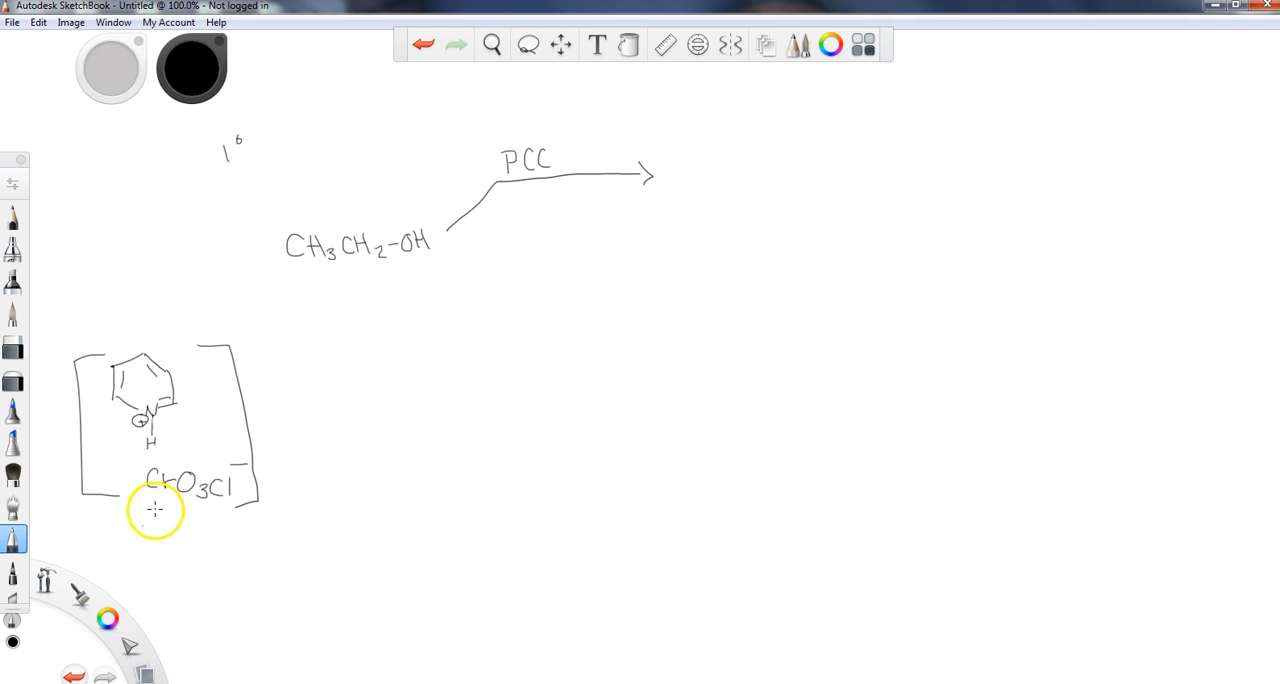 Autodesk SketchBook - Untitled @ 100.0% - Not logged in
File Edit Image Window My Account Help
1°
PCC
CH₃CH₂-OH
N
⊕
H
CrO₃Cl⁻